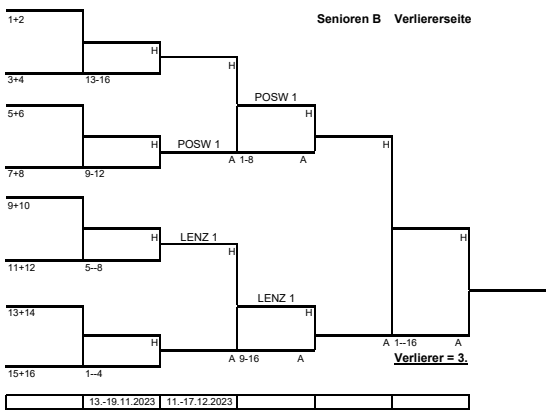 Senioren B Verliererseite
1+2
H
H
3+4 13-16
POSW 1
5+6
H
H POSW 1 H
7+8 9-12 A 1-8 A
9+10
H LENZ 1 H
H
11+12 5--8
LENZ 1
13+14 H
H
A 9-16 A A 1--16 A
15+16 1--4 Verlierer = 3.
13.-19.11.2023 11.-17.12.2023